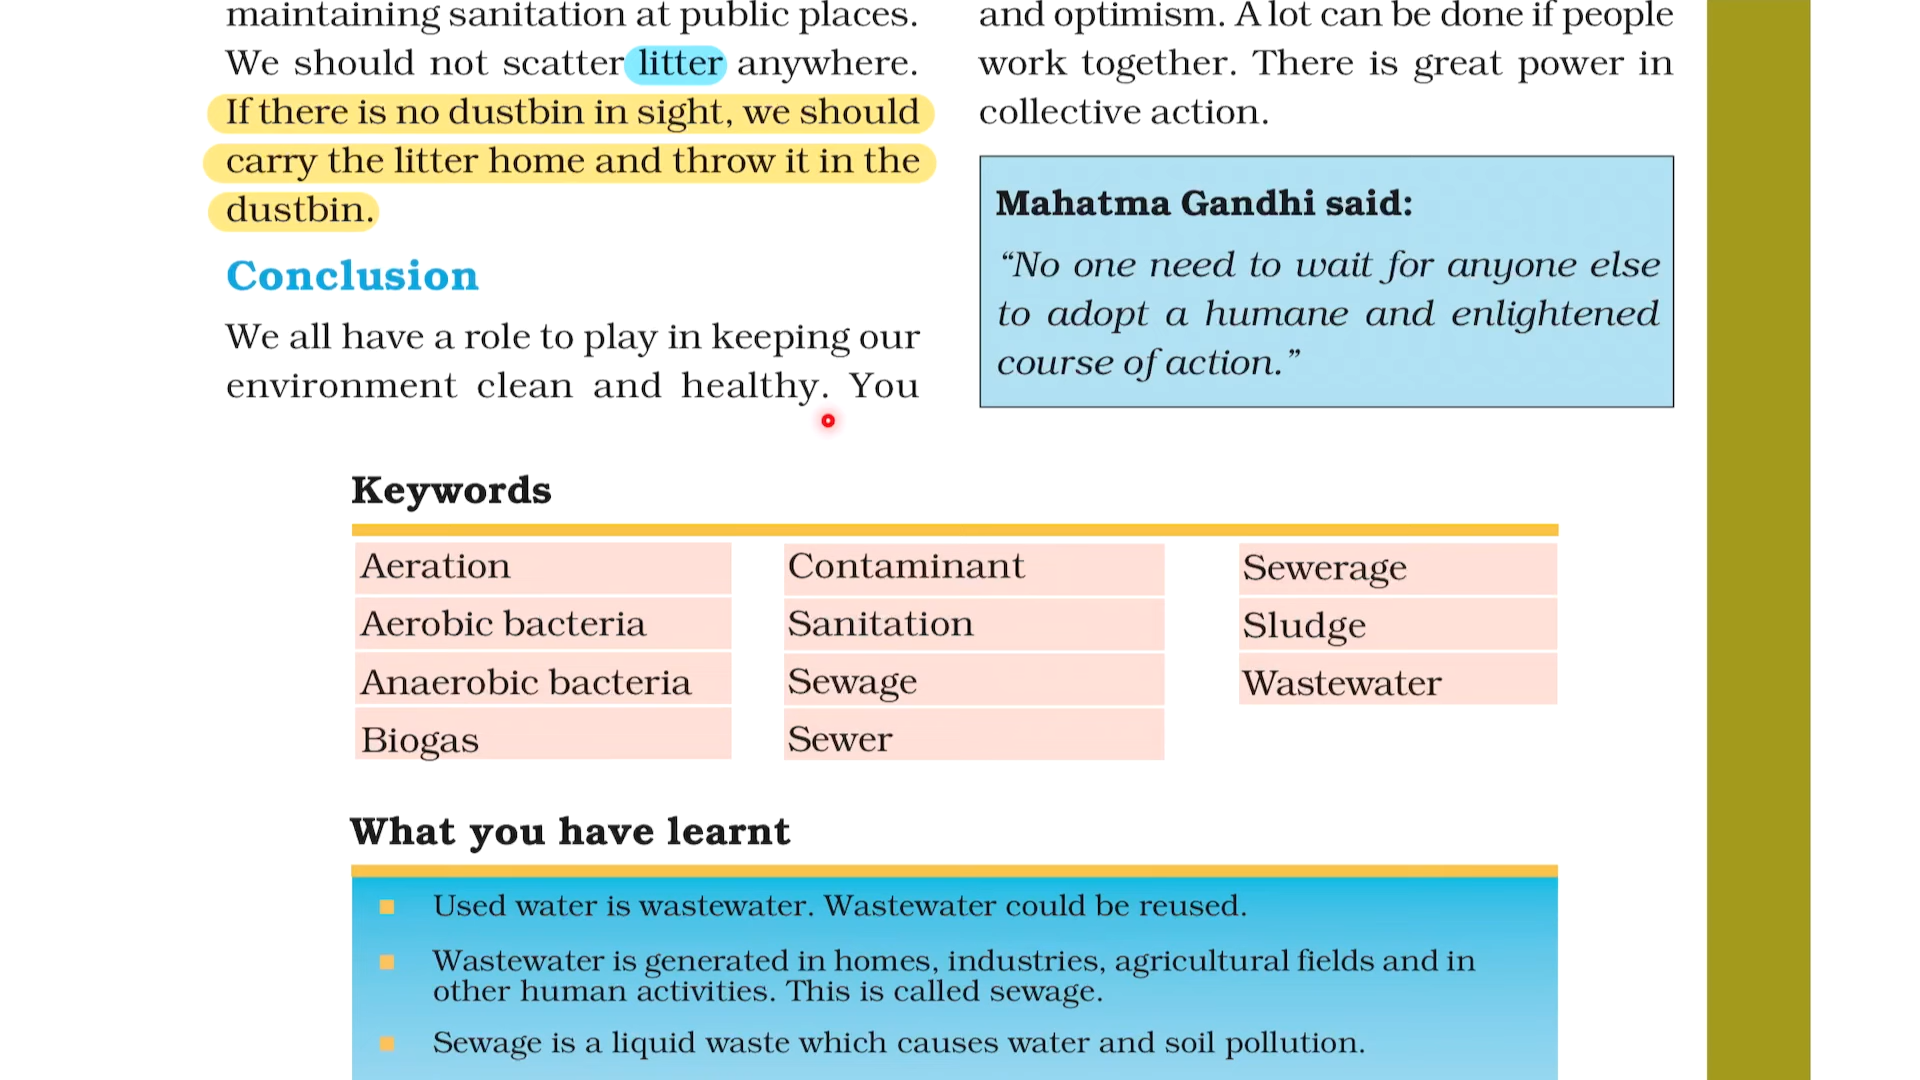 maintaining sanitation at public places.
We should not scatter litter anywhere.
If there is no dustbin in sight, we should
carry the litter home and throw it in the
dustbin.
Conclusion
We all have a role to play in keeping our
environment clean and healthy. You
and optimism. A lot can be done if people
work together. There is great power in
collective action.
Mahatma Gandhi said:
“No one need to wait for anyone else
to adopt a humane and enlightened
course of action.”
Keywords
Aeration
Aerobic bacteria
Anaerobic bacteria
Biogas
Contaminant
Sanitation
Sewage
Sewer
Sewerage
Sludge
Wastewater
What you have learnt
Used water is wastewater. Wastewater could be reused.
Wastewater is generated in homes, industries, agricultural fields and in
other human activities. This is called sewage.
Sewage is a liquid waste which causes water and soil pollution.